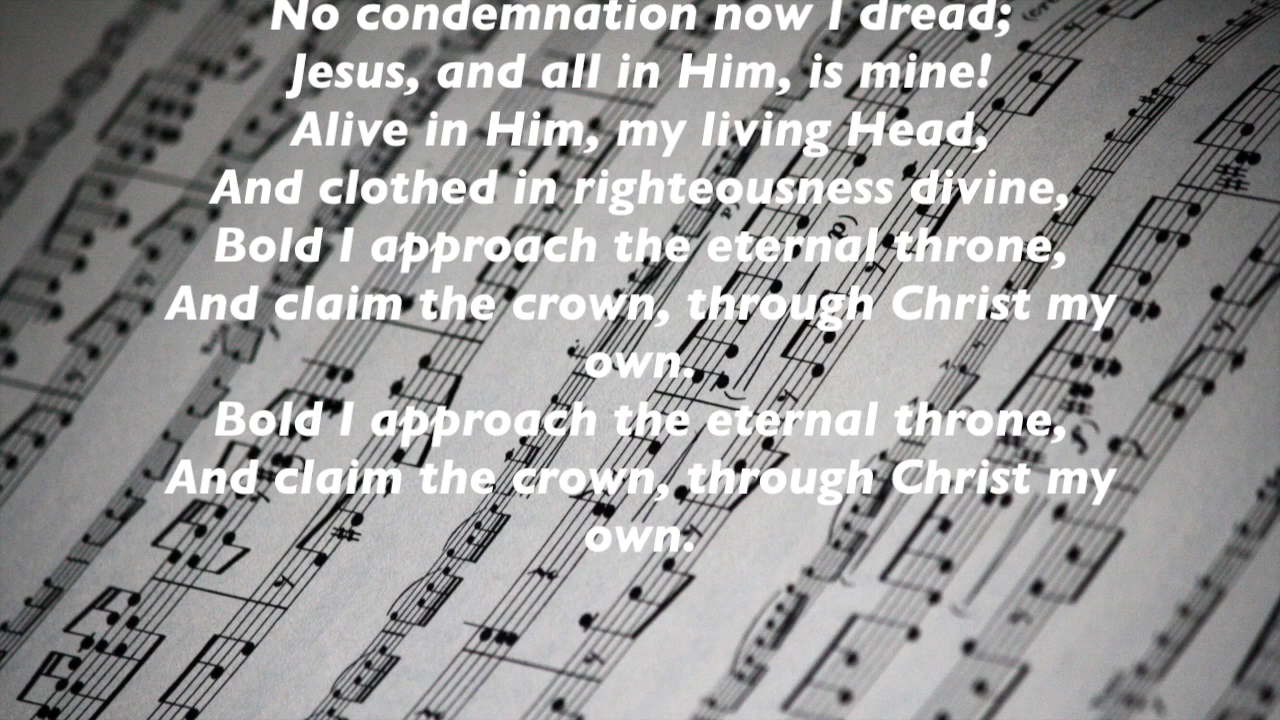 No condemnation now I dread;
Jesus, and all in Him, is mine!
Alive in Him, my living Head,
And clothed in righteousness divine,
Bold I approach the eternal throne,
And claim the crown, through Christ my
own.
Bold I approach the eternal throne,
And claim the crown, through Christ my
own.